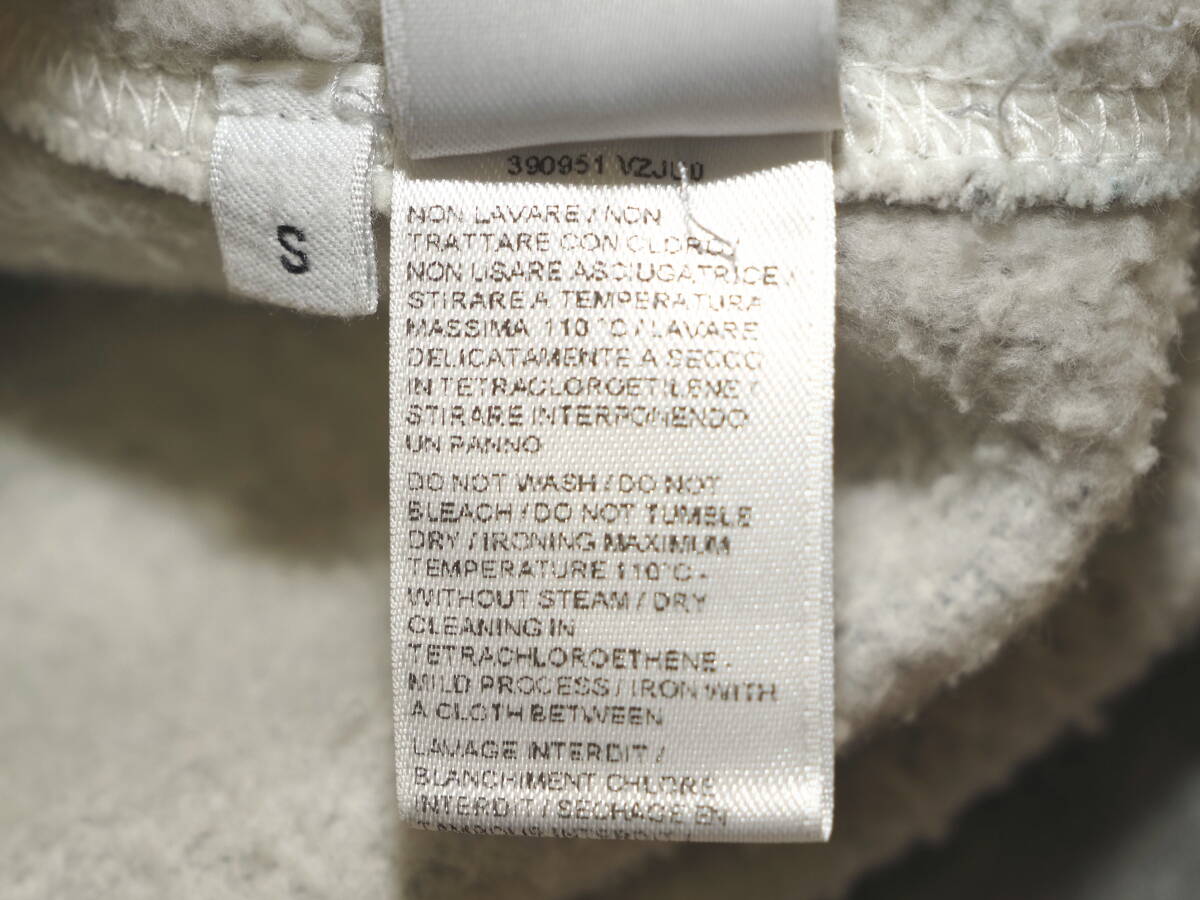 390951
S
NON LAVARE / NON
TRATTARE CON CLORO /
NON USARE ASCIUGATRICE /
STIRARE A TEMPERATURA
MASSIMA 110 °C / LAVARE
DELICATAMENTE A SECCO
IN TETRACLOROETILENE /
STIRARE INTERPONENDO
UN PANNO
DO NOT WASH / DO NOT
BLEACH / DO NOT TUMBLE
DRY / IRONING MAXIMUM
TEMPERATURE 110°C -
WITHOUT STEAM / DRY
CLEANING IN
TETRACHLOROETHENE -
MILD PROCESS / IRON WITH
A CLOTH BETWEEN
LAVAGE INTERDIT /
BLANCHIMENT CHLORE
INTERDIT / SECHAGE EN
TAMBOUR INTERDIT /